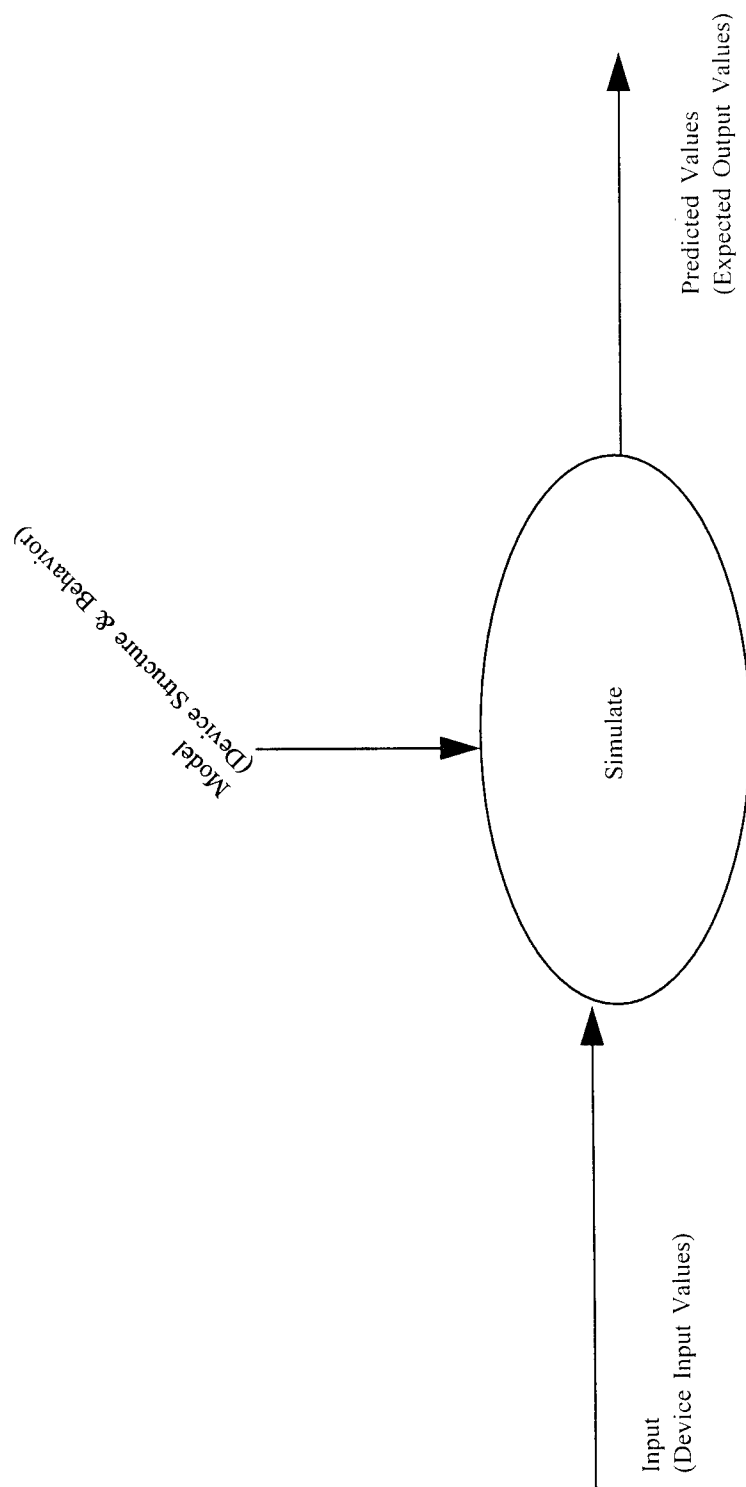 Model
(Device Structure & Behavior)
Input
(Device Input Values)
Simulate
Predicted Values
(Expected Output Values)